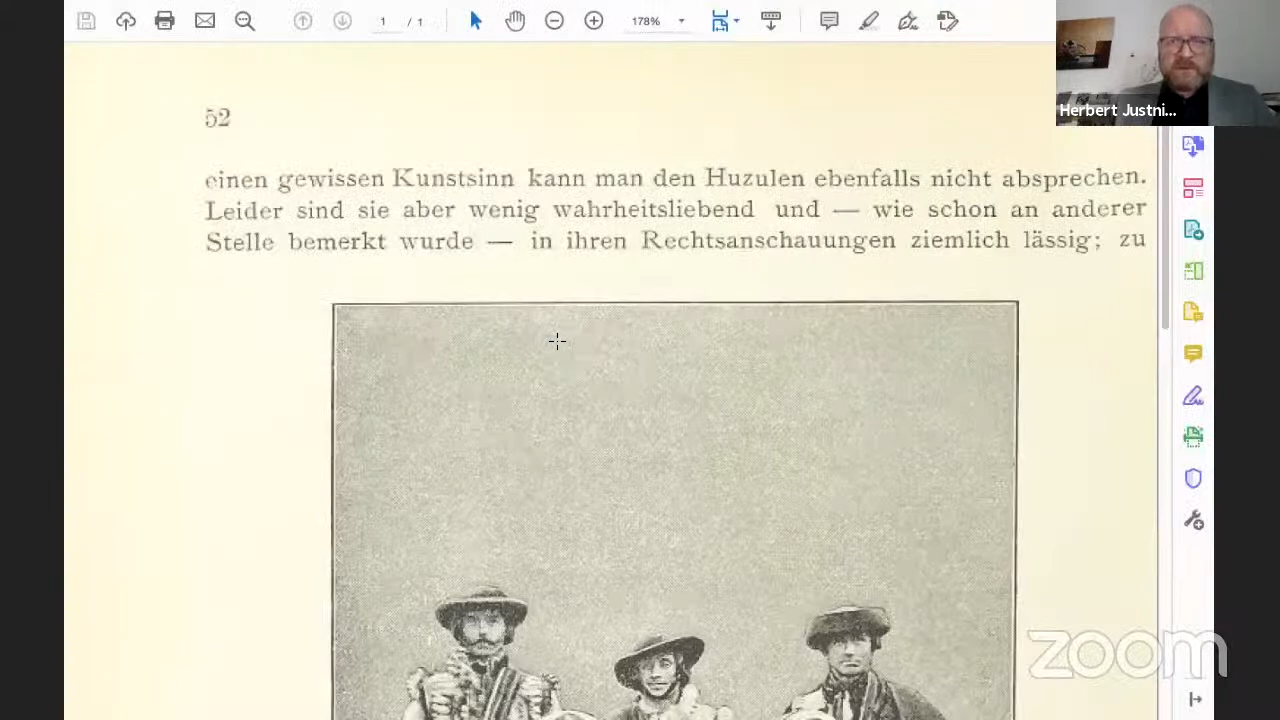 1 / 1
178%
Herbert Justni...
52
einen gewissen Kunstsinn kann man den Huzulen ebenfalls nicht absprechen.
Leider sind sie aber wenig wahrheitsliebend und — wie schon an anderer
Stelle bemerkt wurde — in ihren Rechtsanschauungen ziemlich lässig; zu
zoom